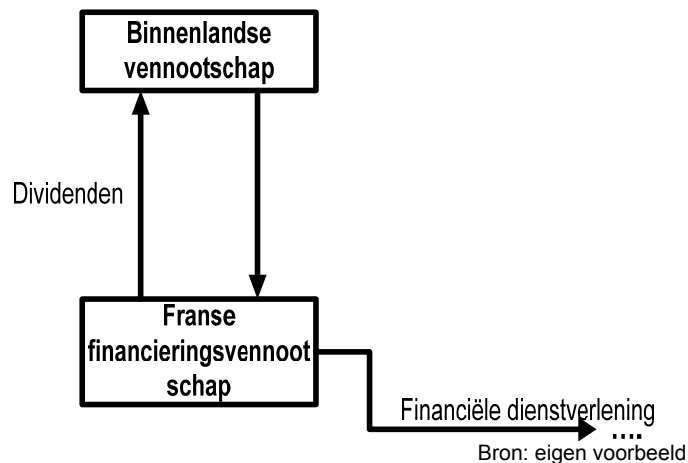 Binnenlandse
vennootschap
Dividenden
Franse
financieringsvennoot
schap
Financiële dienstverlening
....
Bron: eigen voorbeeld